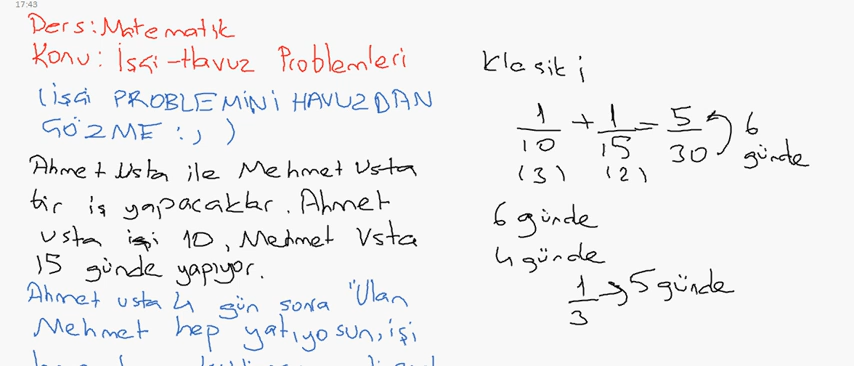 17:43
Ders: Matematik
Konu: İşçi-Havuz Problemleri
(İŞÇİ PROBLEMİNİ HAVUZDAN
ÇÖZME :,)
Ahmet Usta ile Mehmet Usta
bir iş yapacaklar. Ahmet
usta işi 10, Mehmet Usta
15 günde yapıyor.
Ahmet usta 4 gün sonra "Ulan
Mehmet hep yatıyosun, işi
Klasik i
1/10 + 1/15 = 5/30 6
günde
(3) (2)
6 günde
4 günde
1/3 → 5 günde